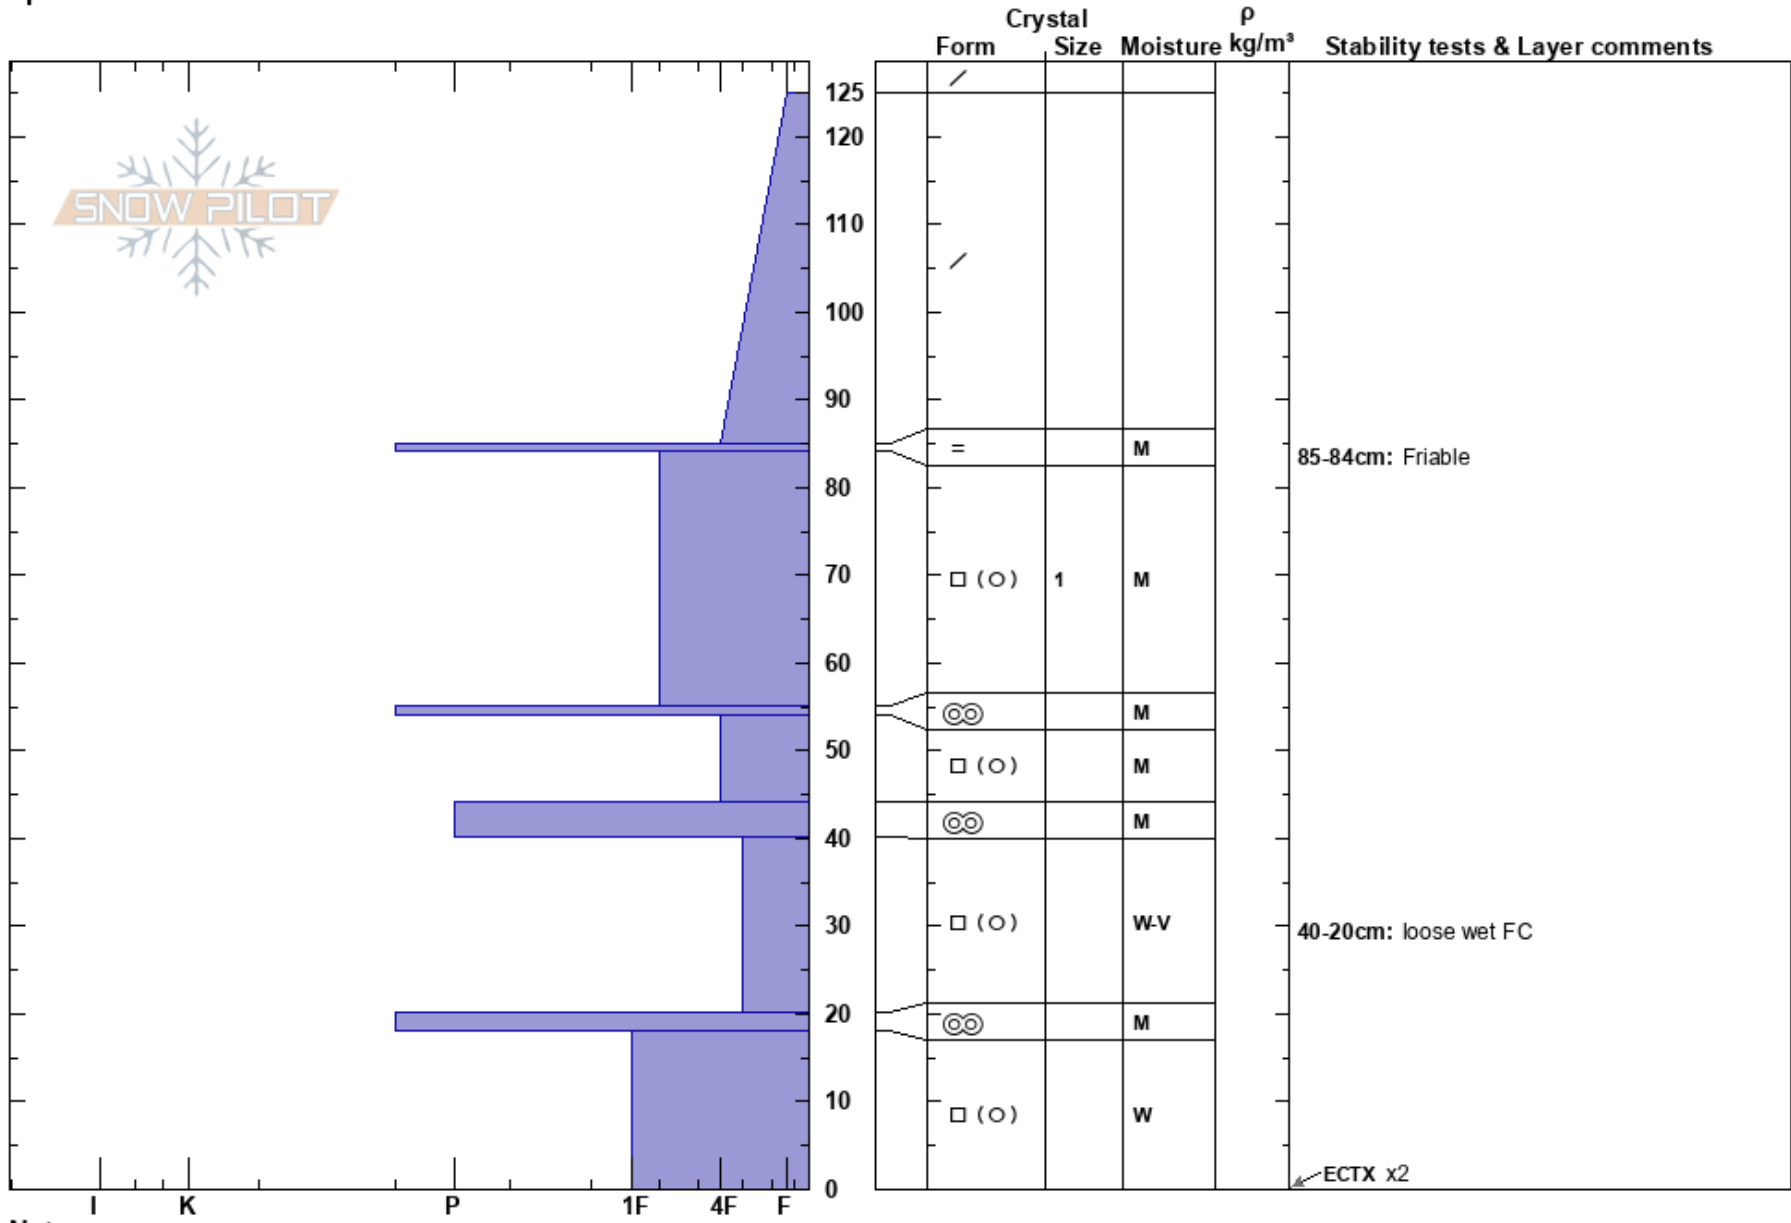 Crystal ρ
Form Size Moisture kg/m³ Stability tests & Layer comments
125
120
SNOW PILOT
110
100
90
= M
85-84cm: Friable
80
70 □ (○) 1 M
60
M
50 □ (○) M
40 M
30 □ (○) W-V
40-20cm: loose wet FC
20 M
10 □ (○) W
ECTX x2
0
I K P 1F 4F F